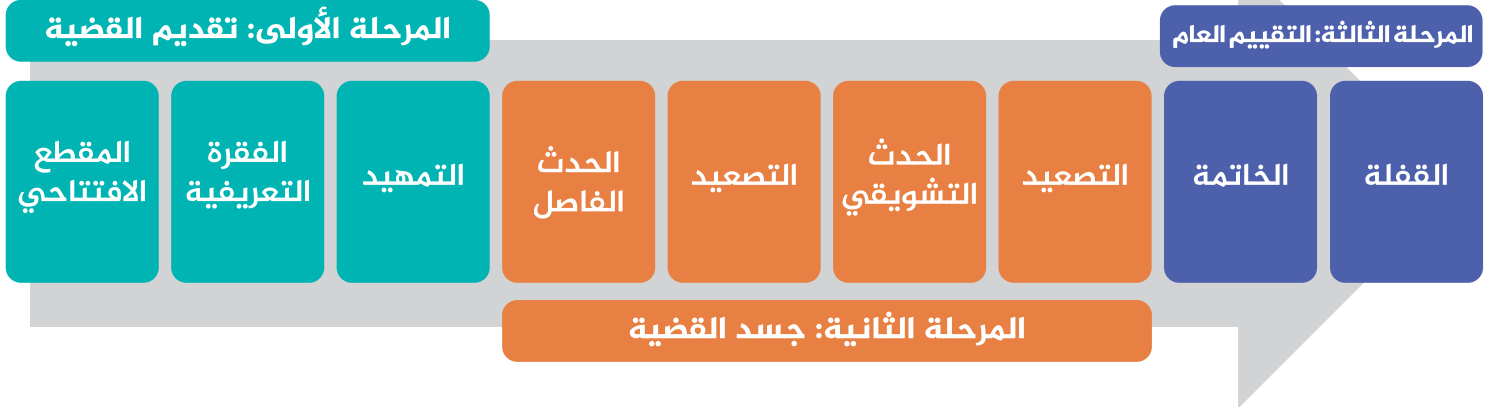 المرحلة الأولى: تقديم القضية
المرحلة الثالثة: التقييم العام
المقطع
الافتتاحي
الفقرة
التعريفية
التمهيد
الحدث
الفاصل
التصعيد
الحدث
التشويقي
التصعيد
الخاتمة
القفلة
المرحلة الثانية: جسد القضية